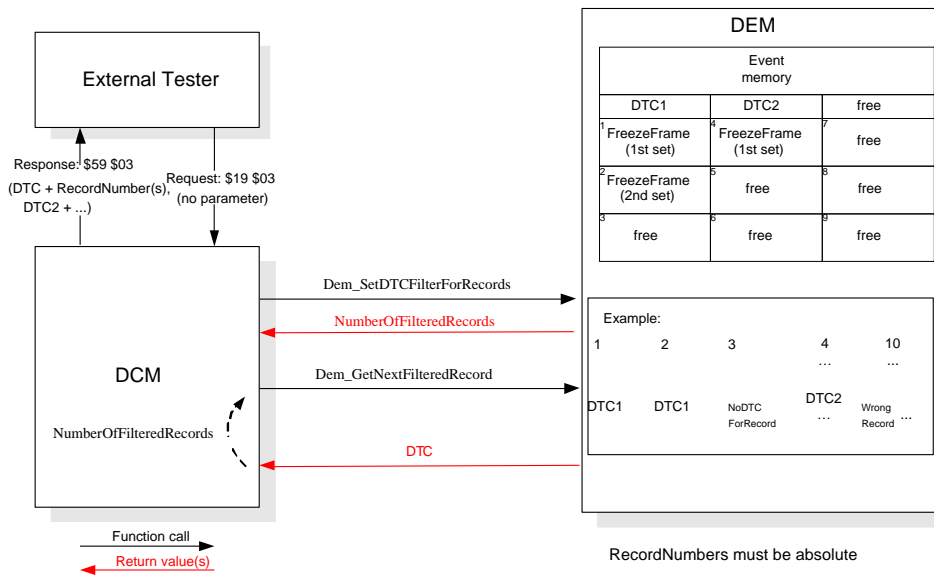 External Tester
Response: $59 $03
(DTC + RecordNumber(s),
DTC2 + ...)
Request: $19 $03
(no parameter)
DCM
NumberOfFilteredRecords
Dem_SetDTCFilterForRecords
NumberOfFilteredRecords
Dem_GetNextFilteredRecord
DTC
Function call
Return value(s)
DEM
Event
memory
DTC1 DTC2 free
1 FreezeFrame
(1st set)
4 FreezeFrame
(1st set)
7 free
2 FreezeFrame
(2nd set)
5 free
8 free
3 free
6 free
9 free
Example:
1 2 3 4 10
... ...
DTC1 DTC1 NoDTC
ForRecord
DTC2
...
Wrong
Record ...
RecordNumbers must be absolute